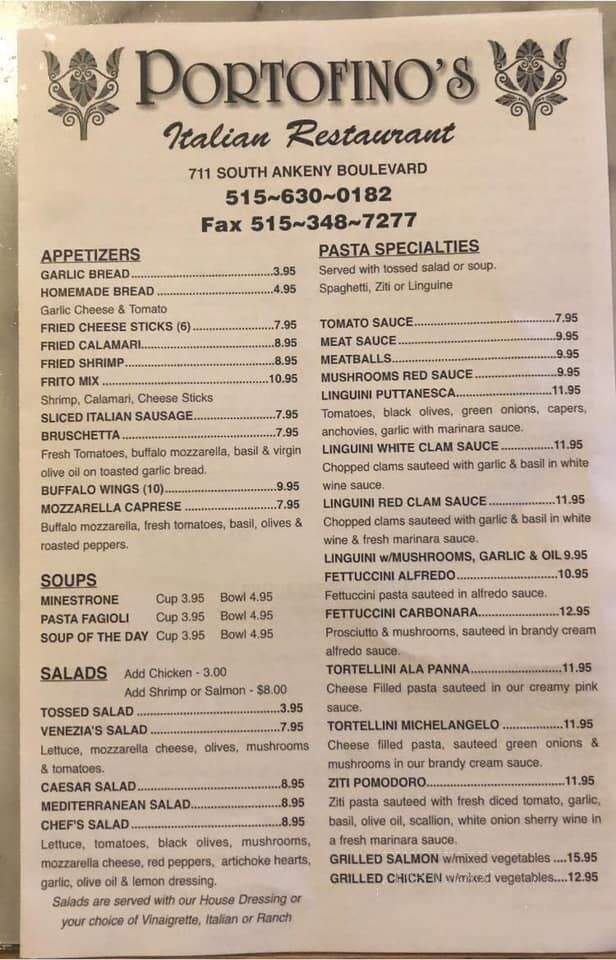 PORTOFINO'S
Italian Restaurant
711 SOUTH ANKENY BOULEVARD
515~630~0182
Fax 515~348~7277
APPETIZERS
GARLIC BREAD...3.95
HOMEMADE BREAD...4.95
Garlic Cheese & Tomato
FRIED CHEESE STICKS (6)...7.95
FRIED CALAMARI...8.95
FRIED SHRIMP...8.95
FRITO MIX...10.95
Shrimp, Calamari, Cheese Sticks
SLICED ITALIAN SAUSAGE...7.95
BRUSCHETTA...7.95
Fresh Tomatoes, buffalo mozzarella, basil & virgin
olive oil on toasted garlic bread.
BUFFALO WINGS (10)...9.95
MOZZARELLA CAPRESE...7.95
Buffalo mozzarella, fresh tomatoes, basil, olives &
roasted peppers.
SOUPS
MINESTRONE Cup 3.95 Bowl 4.95
PASTA FAGIOLI Cup 3.95 Bowl 4.95
SOUP OF THE DAY Cup 3.95 Bowl 4.95
SALADS Add Chicken - 3.00
Add Shrimp or Salmon - $8.00
TOSSED SALAD...3.95
VENEZIA'S SALAD...7.95
Lettuce, mozzarella cheese, olives, mushrooms
& tomatoes.
CAESAR SALAD...8.95
MEDITERRANEAN SALAD...8.95
CHEF'S SALAD...8.95
Lettuce, tomatoes, black olives, mushrooms,
mozzarella cheese, red peppers, artichoke hearts,
garlic, olive oil & lemon dressing.
Salads are served with our House Dressing or
your choice of Vinaigrette, Italian or Ranch
PASTA SPECIALTIES
Served with tossed salad or soup.
Spaghetti, Ziti or Linguine
TOMATO SAUCE...7.95
MEAT SAUCE...9.95
MEATBALLS...9.95
MUSHROOMS RED SAUCE...9.95
LINGUINI PUTTANESCA...11.95
Tomatoes, black olives, green onions, capers,
anchovies, garlic with marinara sauce.
LINGUINI WHITE CLAM SAUCE...11.95
Chopped clams sauteed with garlic & basil in white
wine sauce.
LINGUINI RED CLAM SAUCE...11.95
Chopped clams sauteed with garlic & basil in white
wine & fresh marinara sauce.
LINGUINI w/MUSHROOMS, GARLIC & OIL 9.95
FETTUCCINI ALFREDO...10.95
Fettuccini pasta sauteed in alfredo sauce.
FETTUCCINI CARBONARA...12.95
Prosciutto & mushrooms, sauteed in brandy cream
alfredo sauce.
TORTELLINI ALA PANNA...11.95
Cheese Filled pasta sauteed in our creamy pink
sauce.
TORTELLINI MICHELANGELO...11.95
Cheese filled pasta, sauteed green onions &
mushrooms in our brandy cream sauce.
ZITI POMODORO...11.95
Ziti pasta sauteed with fresh diced tomato, garlic,
basil, olive oil, scallion, white onion sherry wine in
a fresh marinara sauce.
GRILLED SALMON w/mixed vegetables ....15.95
GRILLED CHICKEN w/mixed vegetables....12.95